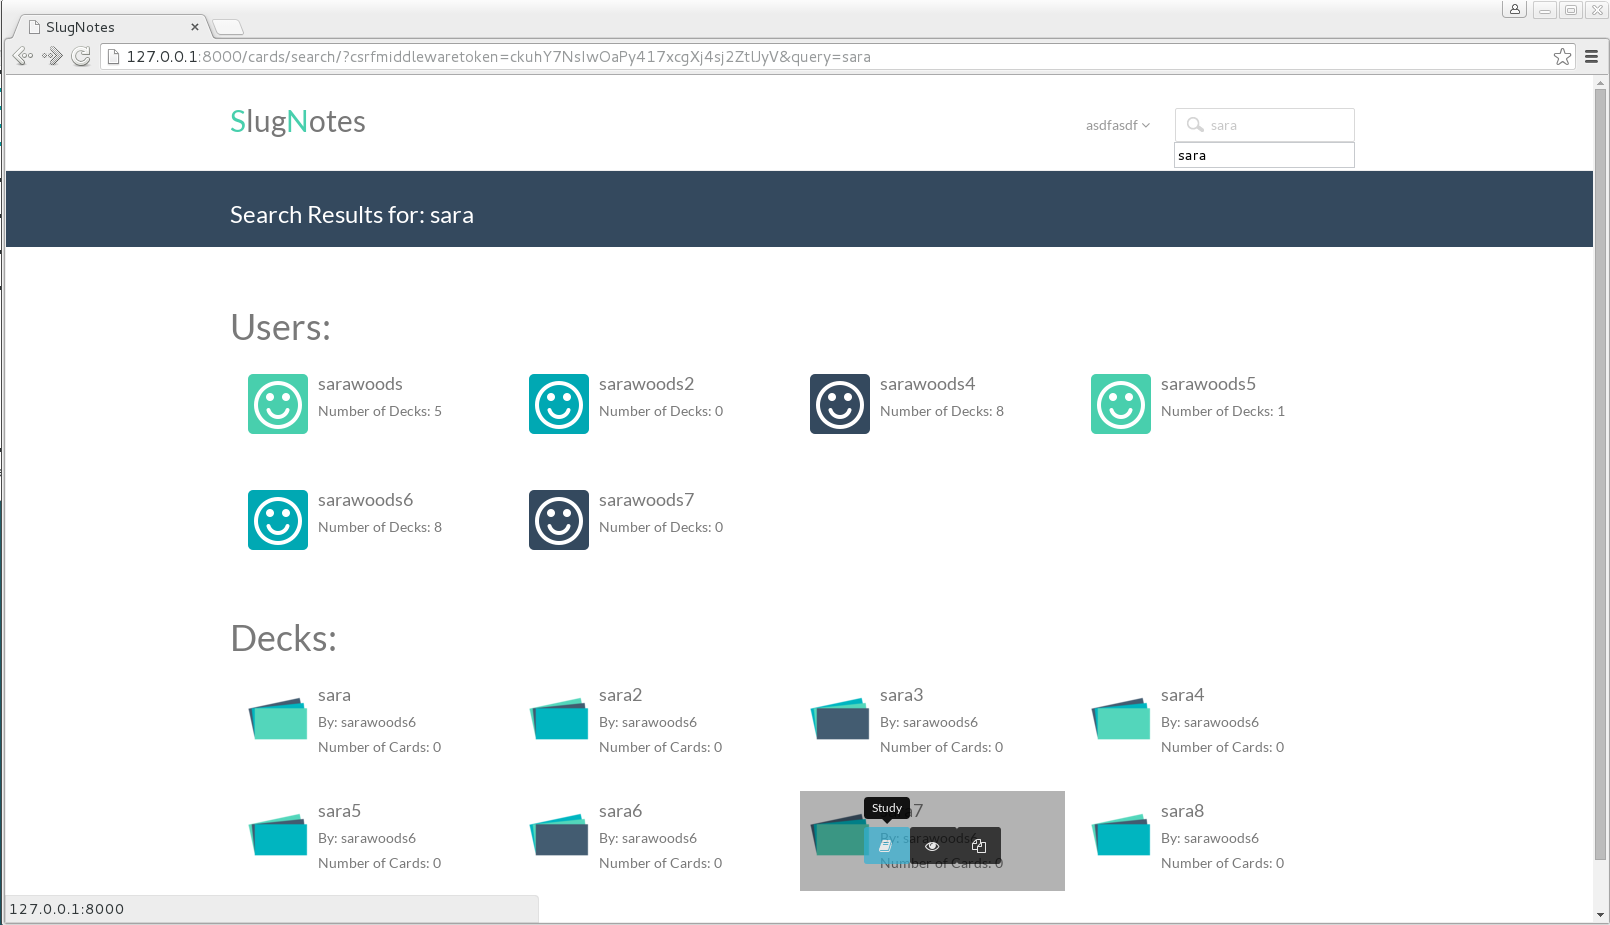 SlugNotes
127.0.0.1:8000/cards/search/?csrfmiddlewaretoken=ckuhY7NsIwOaPy417xcgXj4sj2ZtUyV&query=sara
SlugNotes
asdfasdf
sara
sara
Search Results for: sara
Users:
sarawoods
Number of Decks: 5
sarawoods2
Number of Decks: 0
sarawoods4
Number of Decks: 8
sarawoods5
Number of Decks: 1
sarawoods6
Number of Decks: 8
sarawoods7
Number of Decks: 0
Decks:
sara
By: sarawoods6
Number of Cards: 0
sara2
By: sarawoods6
Number of Cards: 0
sara3
By: sarawoods6
Number of Cards: 0
sara4
By: sarawoods6
Number of Cards: 0
sara5
By: sarawoods6
Number of Cards: 0
sara6
By: sarawoods6
Number of Cards: 0
Study
a7
By: sarawoods6
Number of Cards: 0
sara8
By: sarawoods6
Number of Cards: 0
127.0.0.1:8000